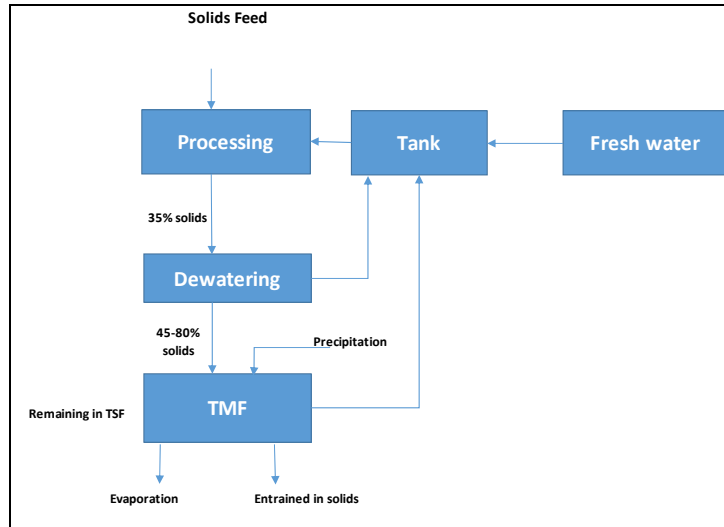 Solids Feed
Processing
Tank
Fresh water
35% solids
Dewatering
45-80%
solids
Precipitation
TMF
Remaining in TSF
Evaporation
Entrained in solids